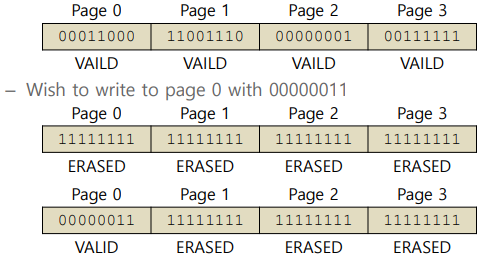 Page 0 Page 1 Page 2 Page 3
00011000 11001110 00000001 00111111
VAILD VAILD VAILD VAILD
– Wish to write to page 0 with 00000011
Page 0 Page 1 Page 2 Page 3
11111111 11111111 11111111 11111111
ERASED ERASED ERASED ERASED
Page 0 Page 1 Page 2 Page 3
00000011 11111111 11111111 11111111
VALID ERASED ERASED ERASED